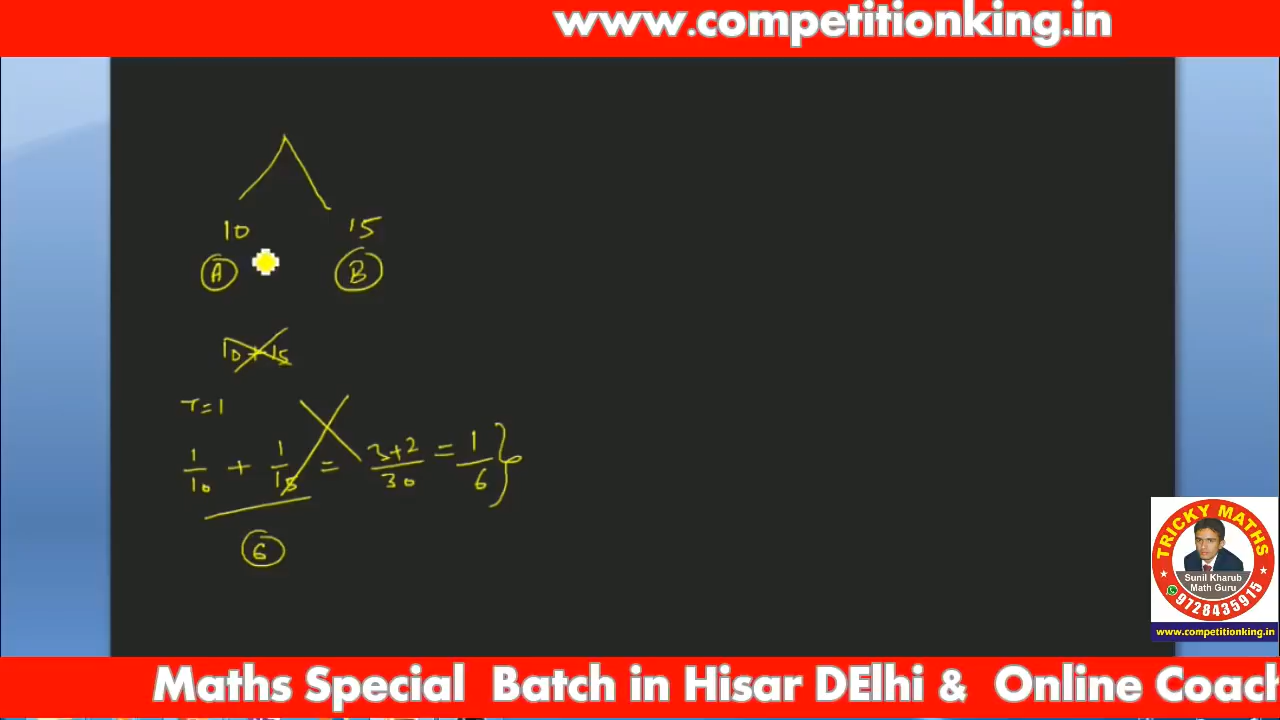 www.competitionking.in
10 15
A B
10 + 15
T = 1
1/10 + 1/15 = 3+2/30 = 1/6
6
TRICKY MATHS
Sunil Kharub
Math Guru
9728435915
www.competitionking.in
Maths Special Batch in Hisar DElhi & Online Coach